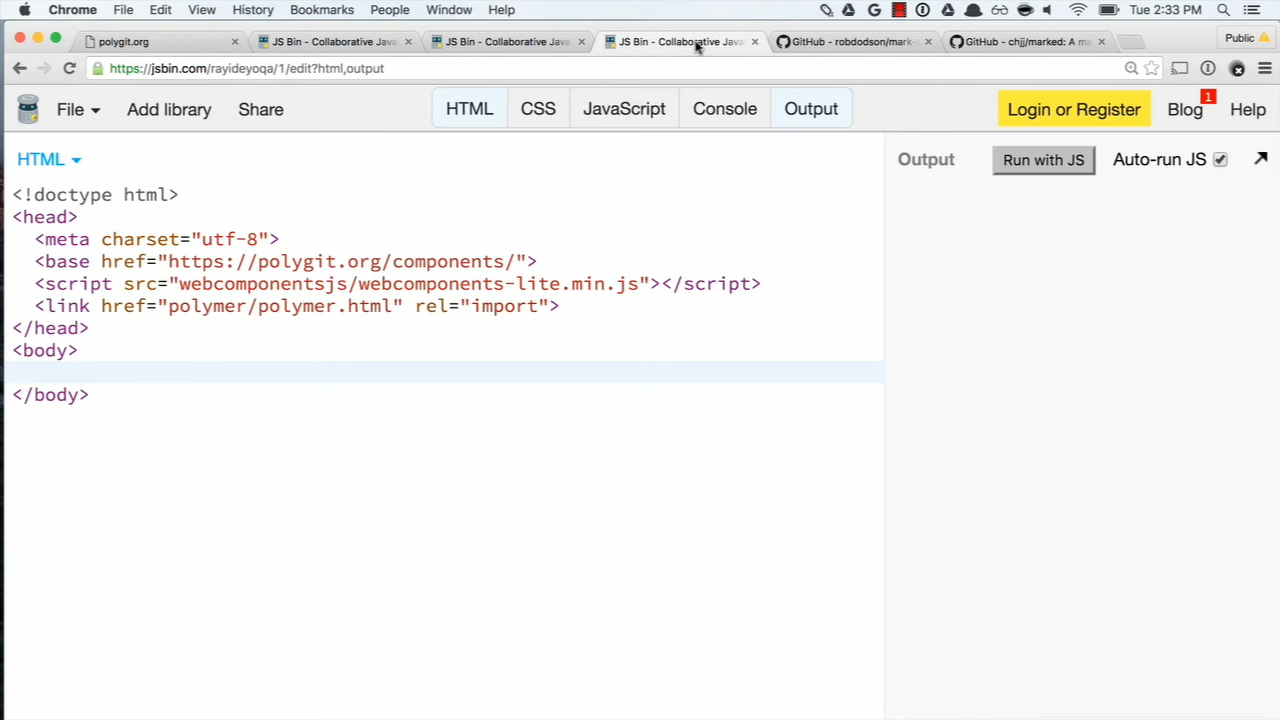 Chrome File Edit View History Bookmarks People Window Help Tue 2:33 PM
polygit.org JS Bin - Collaborative Java JS Bin - Collaborative Java JS Bin - Collaborative Java GitHub - robdodson/mark- GitHub - chjj/marked: A ma Public
https://jsbin.com/rayideyoqa/1/edit?html,output
File Add library Share HTML CSS JavaScript Console Output Login or Register Blog 1 Help
HTML Output Run with JS Auto-run JS
<!doctype html>
<head>
<meta charset="utf-8">
<base href="https://polygit.org/components/">
<script src="webcomponentsjs/webcomponents-lite.min.js"></script>
<link href="polymer/polymer.html" rel="import">
</head>
<body>
</body>